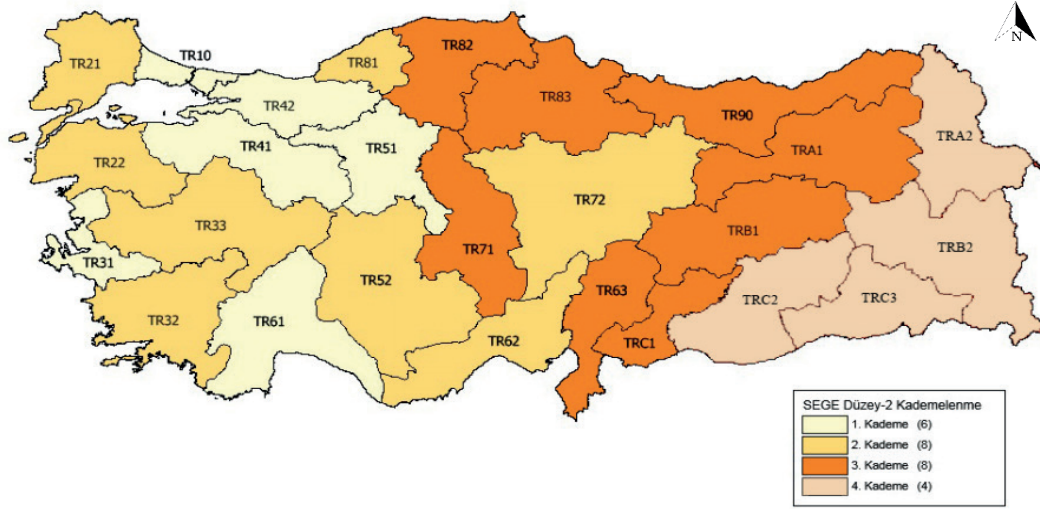 N
TR82
TR10
TR21
TR81
TR83
TR42
TR90
TRA2
TR41
TR51
TRA1
TR22
TR72
TR33
TRB1
TR71
TRB2
TR31
TR52
TR63
TRC2
TRC3
TR32
TR61
TR62
TRC1
SEGE Düzey-2 Kademelenme
1. Kademe (6)
2. Kademe (8)
3. Kademe (8)
4. Kademe (4)